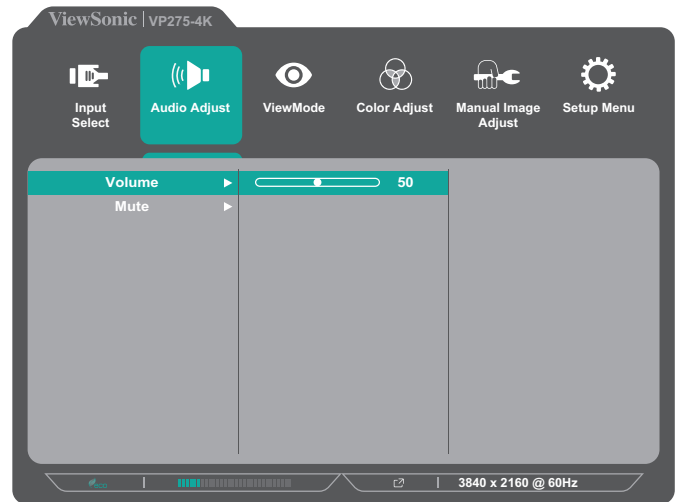 ViewSonic | VP275-4K
Input
Select
Audio Adjust
ViewMode
Color Adjust
Manual Image
Adjust
Setup Menu
Volume
50
Mute
eco
3840 x 2160 @ 60Hz